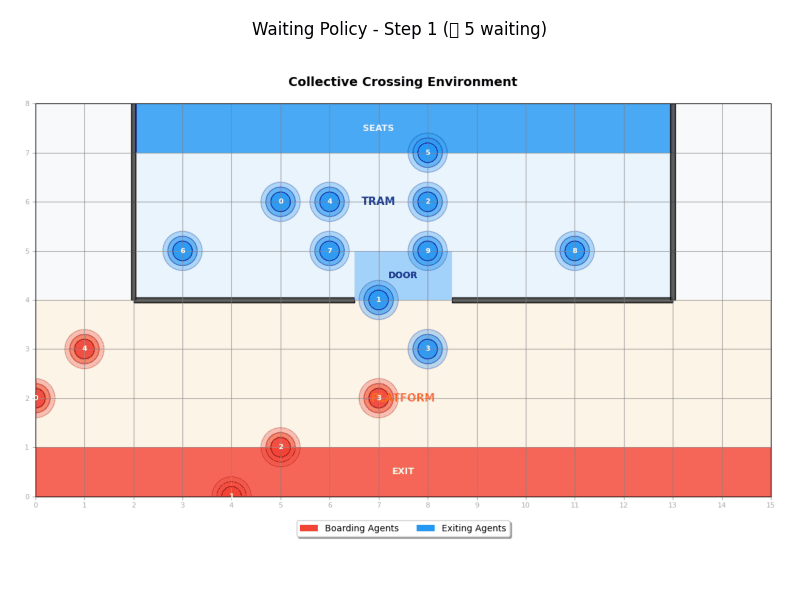 Waiting Policy - Step 1 (▯ 5 waiting)
Collective Crossing Environment
8
SEATS
7
5
6
0
4
TRAM
2
5
6
7
9
8
DOOR
4
1
3
4
3
2
0
3
ATFORM
1
2
EXIT
0
1
0 1 2 3 4 5 6 7 8 9 10 11 12 13 14 15
Boarding Agents Exiting Agents